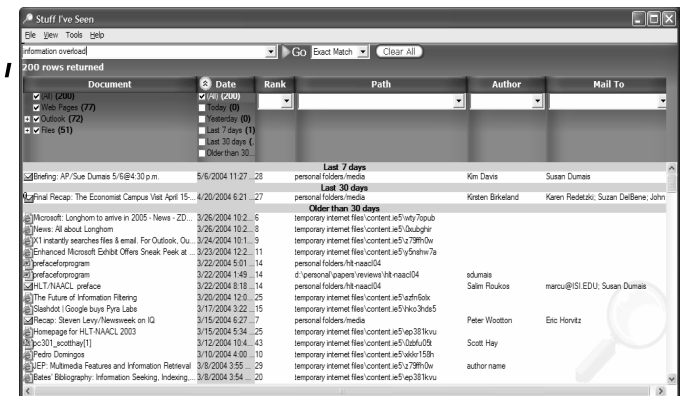 Stuff I've Seen
File View Tools Help
information overload Go Exact Match Clear All
200 rows returned
Document Date Rank Path Author Mail To
(All) (200) (All) (200)
Web Pages (77) Today (0)
Outlook (72) Yesterday (0)
Files (51) Last 7 days (1)
Last 30 days (.
Older than 30...
Last 7 days
Briefing: AP/Sue Dumais 5/6@4:30 p.m. 5/6/2004 11:27 ... 28 personal folders/media Kim Davis Susan Dumais
Last 30 days
Final Recap: The Economist Campus Visit April 15-... 4/20/2004 6:21 ... 27 personal folders/media Kirsten Birkeland Karen Redetzki; Suzan DelBene; John
Older than 30 days
Microsoft: Longhorn to arrive in 2005 - News - ZD... 3/26/2004 10:2... 6 temporary internet files\content.ie5\wty7opub
News: All about Longhorn 3/26/2004 10:2... 8 temporary internet files\content.ie5\0xubghir
X1 instantly searches files & email. For Outlook, Ou... 3/24/2004 10:1... 9 temporary internet files\content.ie5\z79ffh0w
Enhanced Microsoft Exhibit Offers Sneak Peek at ... 3/23/2004 12:2... 11 temporary internet files\content.ie5\y5nshw7a
prefaceforprogram 3/22/2004 5:01 ... 14 personal folders/hlt-naacl04
prefaceforprogram 3/22/2004 1:49 ... 14 d:\personal\papers\reviews\hlt-naacl04 sdumais
HLT/NAACL preface 3/22/2004 8:18 ... 14 personal folders/hlt-naacl04 Salim Roukos marcu@ISI.EDU; Susan Dumais
The Future of Information Filtering 3/20/2004 12:0... 25 temporary internet files\content.ie5\azfn6olx
Slashdot | Google buys Pyra Labs 3/17/2004 3:22 ... 15 temporary internet files\content.ie5\hko3hds5
Recap: Steven Levy/Newsweek on IQ 3/15/2004 6:27 ... 7 personal folders/media Peter Wootton Eric Horvitz
Homepage for HLT-NAACL 2003 3/15/2004 5:34 ... 25 temporary internet files\content.ie5\ep381kvu
pc301_scotthay[1] 3/12/2004 10:4... 43 temporary internet files\content.ie5\0zbfu05t Scott Hay
Pedro Domingos 3/10/2004 4:00 ... 10 temporary internet files\content.ie5\xkkr158h
JEP: Multimedia Features and Information Retrieval 3/8/2004 3:54 ... 29 temporary internet files\content.ie5\z79ffh0w author name
Bates' Bibliography: Information Seeking, Indexing,... 3/8/2004 3:55 ... 20 temporary internet files\content.ie5\ep381kvu